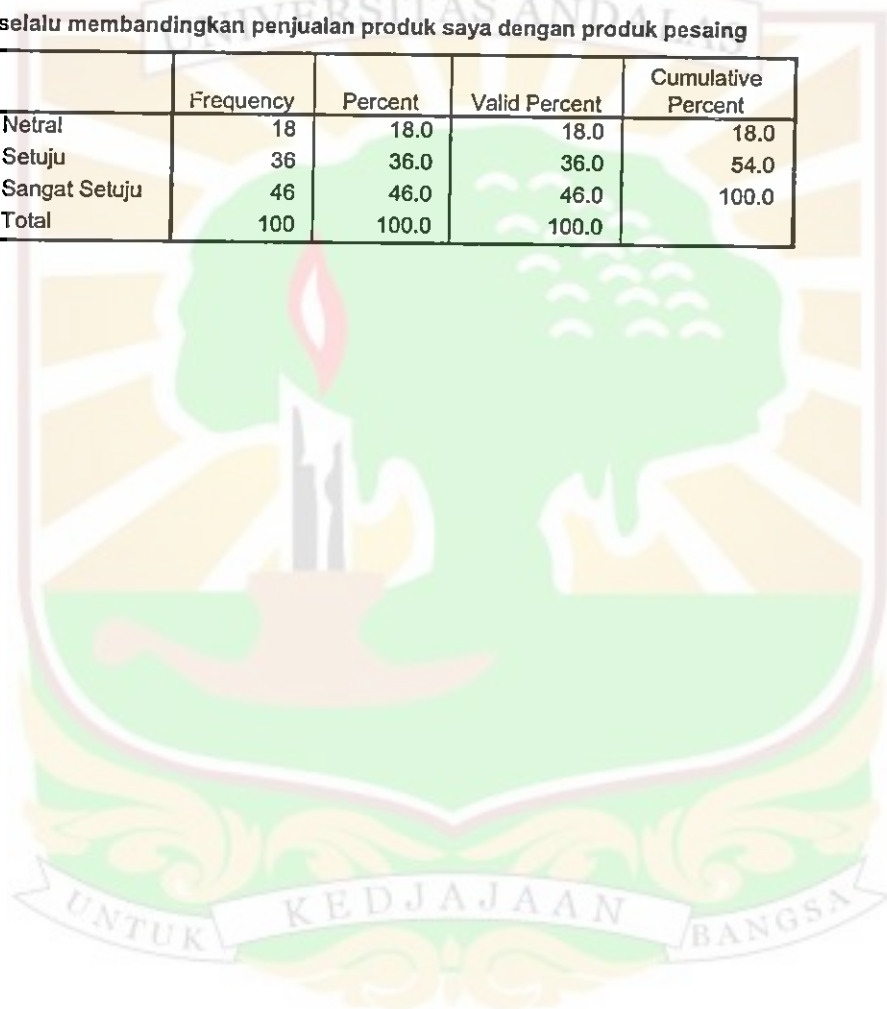 UNIVERSITAS ANDALAS
selalu membandingkan penjualan produk saya dengan produk pesaing
Frequency Percent Valid Percent Cumulative Percent
Netral 18 18.0 18.0 18.0
Setuju 36 36.0 36.0 54.0
Sangat Setuju 46 46.0 46.0 100.0
Total 100 100.0 100.0
UNTUK KEDJAJAAN BANGSA